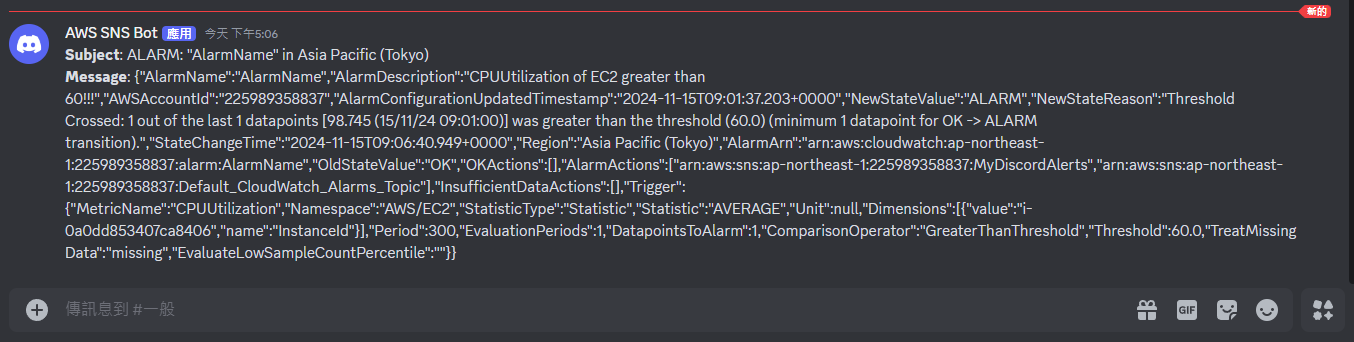 新的
AWS SNS Bot 應用 今天 下午5:06
Subject: ALARM: "AlarmName" in Asia Pacific (Tokyo)
Message: {"AlarmName":"AlarmName","AlarmDescription":"CPUUtilization of EC2 greater than
60!!!","AWSAccountId":"225989358837","AlarmConfigurationUpdatedTimestamp":"2024-11-15T09:01:37.203+0000","NewStateValue":"ALARM","NewStateReason":"Threshold
Crossed: 1 out of the last 1 datapoints [98.745 (15/11/24 09:01:00)] was greater than the threshold (60.0) (minimum 1 datapoint for OK -> ALARM
transition).","StateChangeTime":"2024-11-15T09:06:40.949+0000","Region":"Asia Pacific (Tokyo)","AlarmArn":"arn:aws:cloudwatch:ap-northeast-
1:225989358837:alarm:AlarmName","OldStateValue":"OK","OKActions":[],"AlarmActions":["arn:aws:sns:ap-northeast-1:225989358837:MyDiscordAlerts","arn:aws:sns:ap-northeast-
1:225989358837:Default_CloudWatch_Alarms_Topic"],"InsufficientDataActions":[],"Trigger":
{"MetricName":"CPUUtilization","Namespace":"AWS/EC2","StatisticType":"Statistic","Statistic":"AVERAGE","Unit":null,"Dimensions":[{"value":"i-
0a0dd853407ca8406","name":"InstanceId"}],"Period":300,"EvaluationPeriods":1,"DatapointsToAlarm":1,"ComparisonOperator":"GreaterThanThreshold","Threshold":60.0,"TreatMissing
Data":"missing","EvaluateLowSampleCountPercentile":""}}
傳訊息到 #一般
GIF